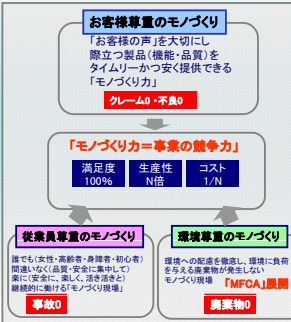 お客様尊重のモノづくり
「お客様の声」を大切にし
際立つ製品(機能・品質)を
タイムリーかつ安く提供できる
「モノづくり力」
クレーム0・不良0
「モノづくり力＝事業の競争力」
満足度
100%
生産性
N倍
コスト
1/N
従業員尊重のモノづくり
誰でも(女性・高齢者・身障者・初心者)
間違いなく(品質・安全に集中して)
楽に(安全に、楽しく、活き活きと)
継続的に働ける「モノづくり現場」
事故0
環境尊重のモノづくり
環境への配慮を徹底し、環境に負荷
を与える廃棄物が発生しない
モノづくり現場
「MFCA」展開
廃棄物0